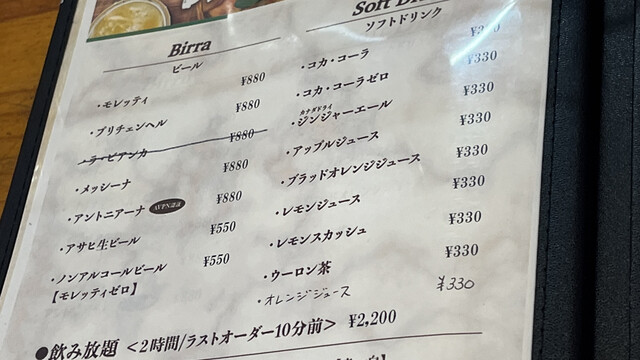 Birra
ビール
・モレッティ ¥880
・プリチェンヘル ¥880
・ラ・ビアンカ ¥880
・メッシーナ ¥880
・アントニアーナ ¥880
・アサヒ生ビール ¥550
・ノンアルコールビール ¥550
【モレッティゼロ】
Soft
ソフトドリンク
・コカ・コーラ
・コカ・コーラゼロ ¥330
カナダドライ
・ジンジャーエール ¥330
・アップルジュース ¥330
・ブラッドオレンジジュース ¥330
・レモンジュース ¥330
・レモンスカッシュ ¥330
・ウーロン茶 ¥330
・オレンジジュース ¥330
●飲み放題 <2時間/ラストオーダー10分前> ¥2,200